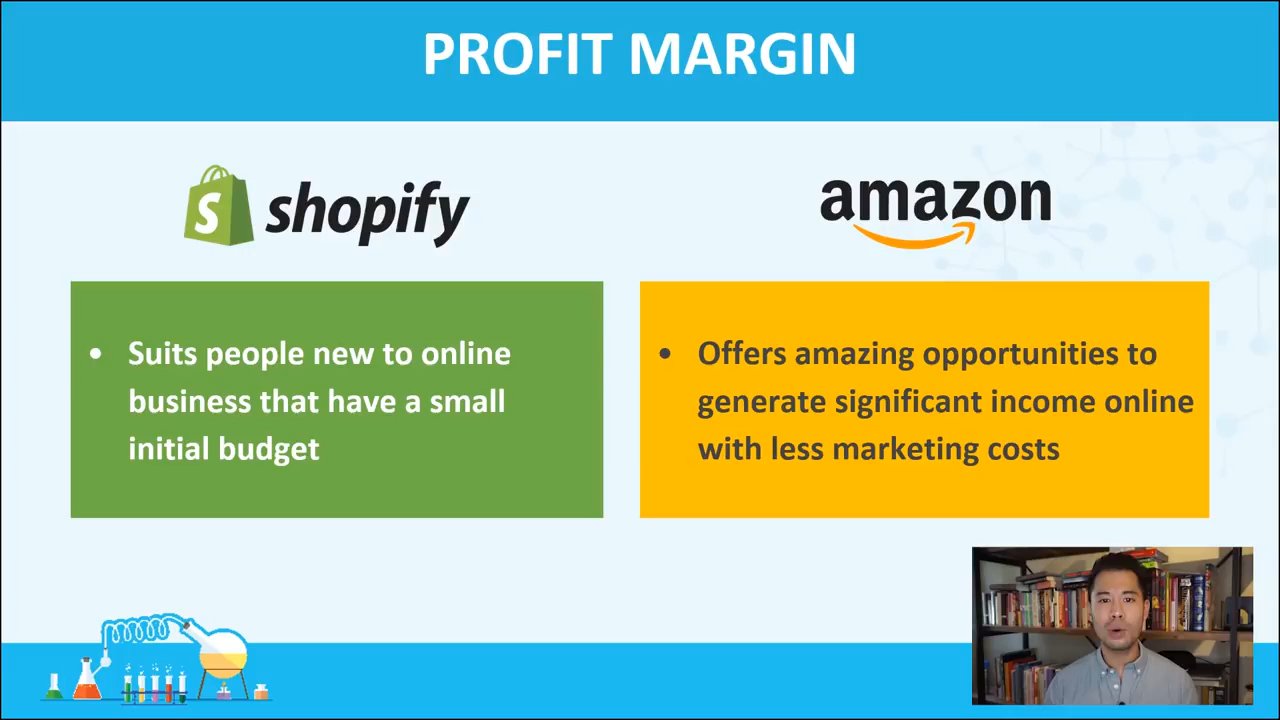 PROFIT MARGIN
S shopify
amazon
• Suits people new to online
business that have a small
initial budget
• Offers amazing opportunities to
generate significant income online
with less marketing costs